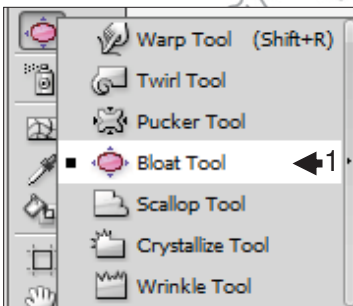 Warp Tool (Shift+R)
Twirl Tool
Pucker Tool
Bloat Tool 1
Scallop Tool
Crystallize Tool
Wrinkle Tool